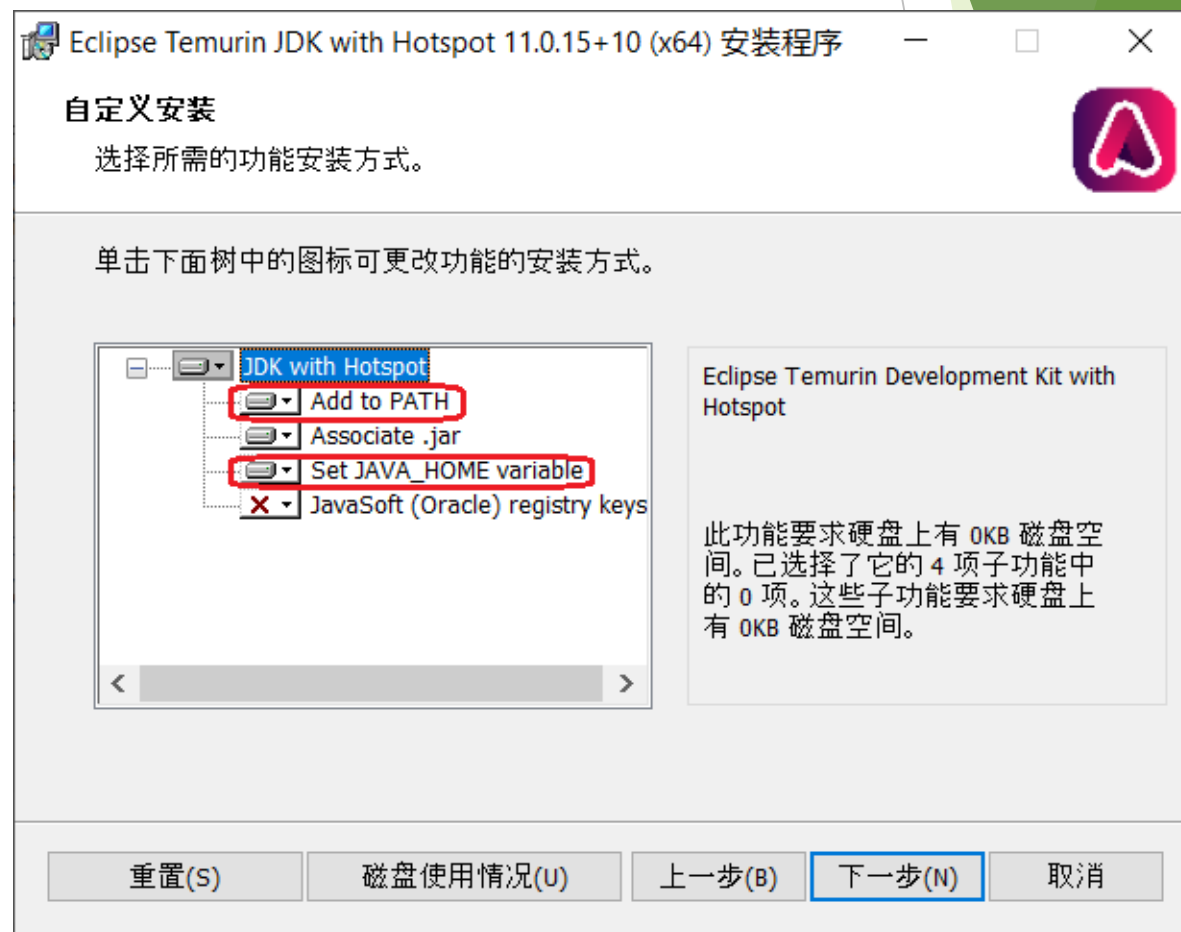 Eclipse Temurin JDK with Hotspot 11.0.15+10 (x64) 安装程序
自定义安装
选择所需的功能安装方式。
单击下面树中的图标可更改功能的安装方式。
JDK with Hotspot
Add to PATH
Associate .jar
Set JAVA_HOME variable
JavaSoft (Oracle) registry keys
Eclipse Temurin Development Kit with
Hotspot
此功能要求硬盘上有 0KB 磁盘空
间。已选择了它的 4 项子功能中
的 0 项。这些子功能要求硬盘上
有 0KB 磁盘空间。
重置(S)
磁盘使用情况(U)
上一步(B)
下一步(N)
取消